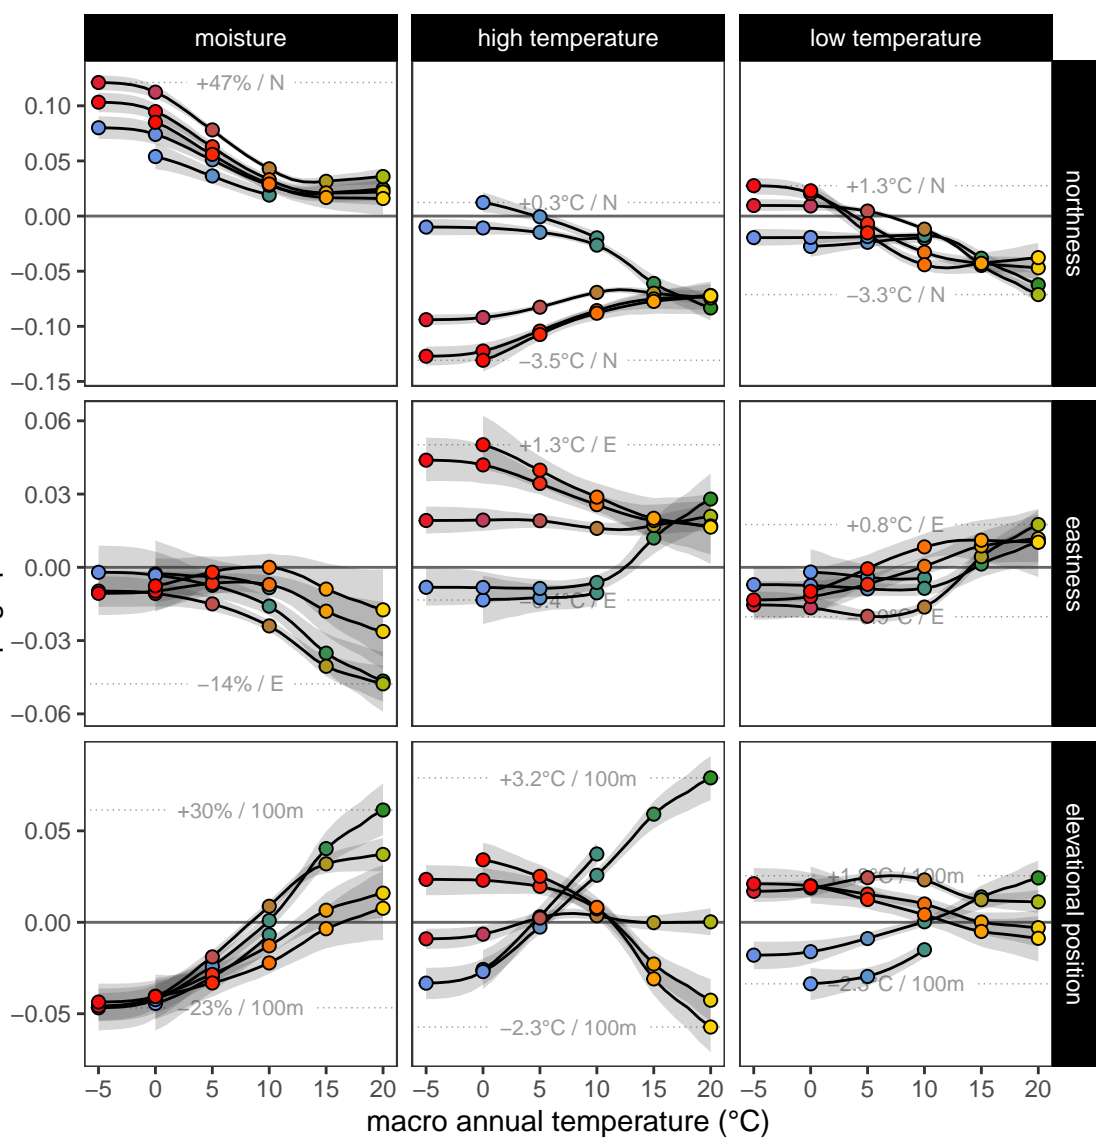 moisture
high temperature
low temperature
+47% / N
0.10
0.05
0.00
−0.05
−0.10
−0.15
+0.3°C / N
−3.5°C / N
+1.3°C / N
−3.3°C / N
northness
0.06
0.03
0.00
−0.03
−0.06
−14% / E
+1.3°C / E
°C / E
+0.8°C / E
°C / E
eastness
0.05
0.00
−0.05
+30% / 100m
−23% / 100m
+3.2°C / 100m
−2.3°C / 100m
/ 100m
−2.3°C / 100m
elevational position
−5 0 5 10 15 20
−5 0 5 10 15 20
−5 0 5 10 15 20
macro annual temperature (°C)